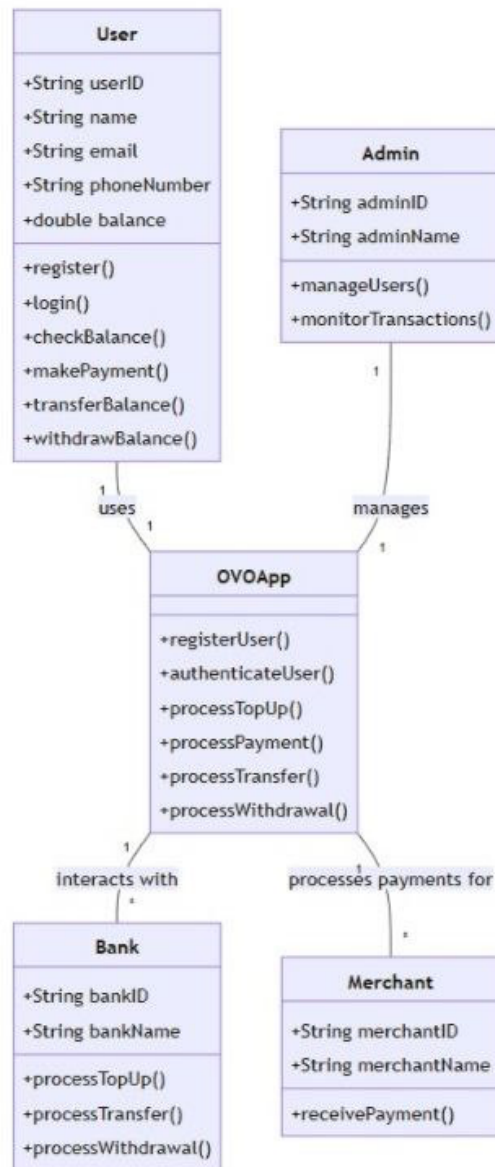 User
+String userID
+String name
+String email
+String phoneNumber
+double balance
+register()
+login()
+checkBalance()
+makePayment()
+transferBalance()
+withdrawBalance()
Admin
+String adminID
+String adminName
+manageUsers()
+monitorTransactions()
1
uses
1
1
manages
1
OVOApp
+registerUser()
+authenticateUser()
+processTopUp()
+processPayment()
+processTransfer()
+processWithdrawal()
1
interacts with
*
1
processes payments for
*
Bank
+String bankID
+String bankName
+processTopUp()
+processTransfer()
+processWithdrawal()
Merchant
+String merchantID
+String merchantName
+receivePayment()